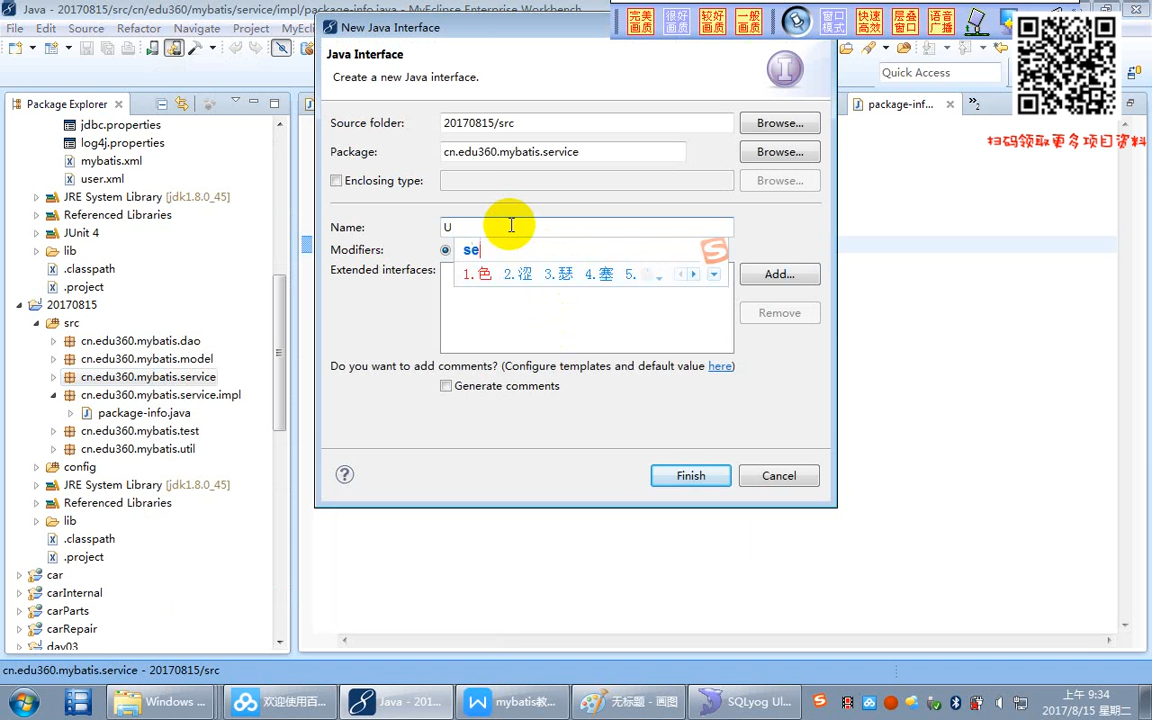 Java - 20170815/src/cn/edu360/mybatis/service/impl/package-info.java - MyEclipse Enterprise Workbench
File Edit Source Refactor Navigate Project MyEcl
完美画质 很好画质 较好画质 一般画质 窗口模式 快速高效 层叠窗口 语音广播
Quick Access
扫码领取更多项目资料
Package Explorer
package-info...
2
jdbc.properties
log4j.properties
mybatis.xml
user.xml
JRE System Library [jdk1.8.0_45]
Referenced Libraries
JUnit 4
lib
.classpath
.project
20170815
src
cn.edu360.mybatis.dao
cn.edu360.mybatis.model
cn.edu360.mybatis.service
cn.edu360.mybatis.service.impl
package-info.java
cn.edu360.mybatis.test
cn.edu360.mybatis.util
config
JRE System Library [jdk1.8.0_45]
Referenced Libraries
lib
.classpath
.project
car
carInternal
carParts
carRepair
day03
New Java Interface
Java Interface
Create a new Java interface.
Source folder: 20170815/src Browse...
Package: cn.edu360.mybatis.service Browse...
Enclosing type: Browse...
Name: U
Modifiers: se
1.色 2.涩 3.瑟 4.塞 5.
Extended interfaces: Add...
Remove
Do you want to add comments? (Configure templates and default value here)
Generate comments
Finish Cancel
cn.edu360.mybatis.service - 20170815/src
Windows ... 欢迎使用百... Java - 201... mybatis教... 无标题 - 画图 SQLyog Ul...
上午 9:34
2017/8/15 星期二